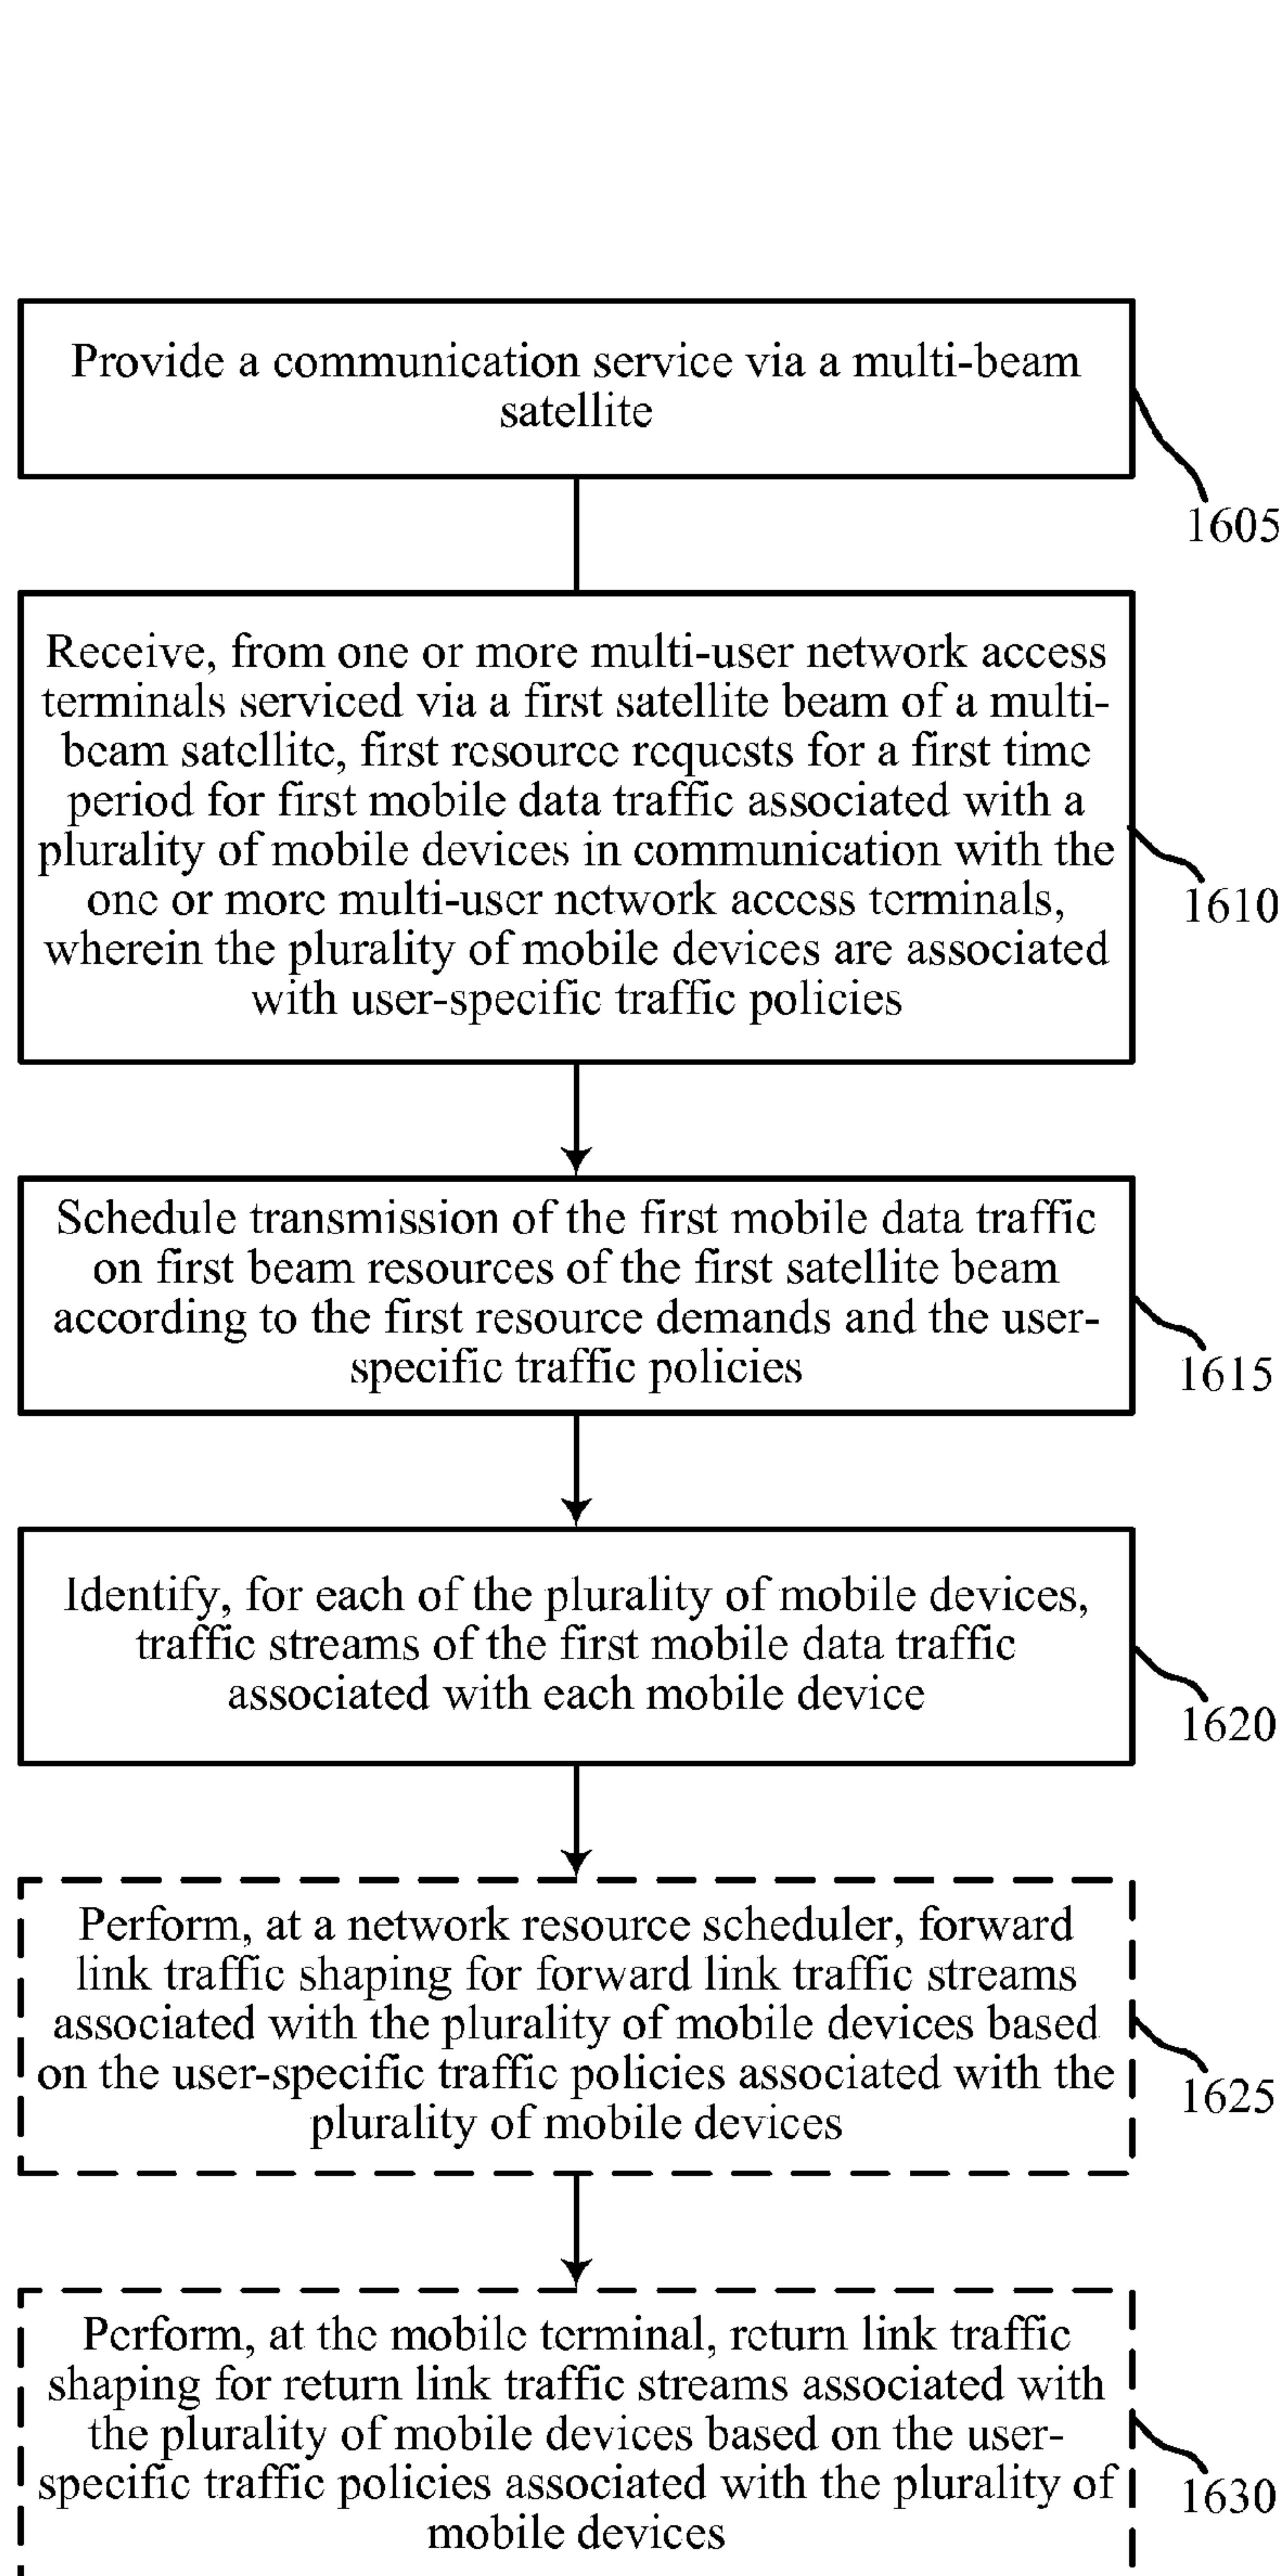 Provide a communication service via a multi-beam
satellite
1605
Receive, from one or more multi-user network access
terminals serviced via a first satellite beam of a multi-
beam satellite, first resource requests for a first time
period for first mobile data traffic associated with a
plurality of mobile devices in communication with the
one or more multi-user network access terminals,
wherein the plurality of mobile devices are associated
with user-specific traffic policies
1610
Schedule transmission of the first mobile data traffic
on first beam resources of the first satellite beam
according to the first resource demands and the user-
specific traffic policies
1615
Identify, for each of the plurality of mobile devices,
traffic streams of the first mobile data traffic
associated with each mobile device
1620
Perform, at a network resource scheduler, forward
link traffic shaping for forward link traffic streams
associated with the plurality of mobile devices based
on the user-specific traffic policies associated with the
plurality of mobile devices
1625
Perform, at the mobile terminal, return link traffic
shaping for return link traffic streams associated with
the plurality of mobile devices based on the user-
specific traffic policies associated with the plurality of
mobile devices
1630